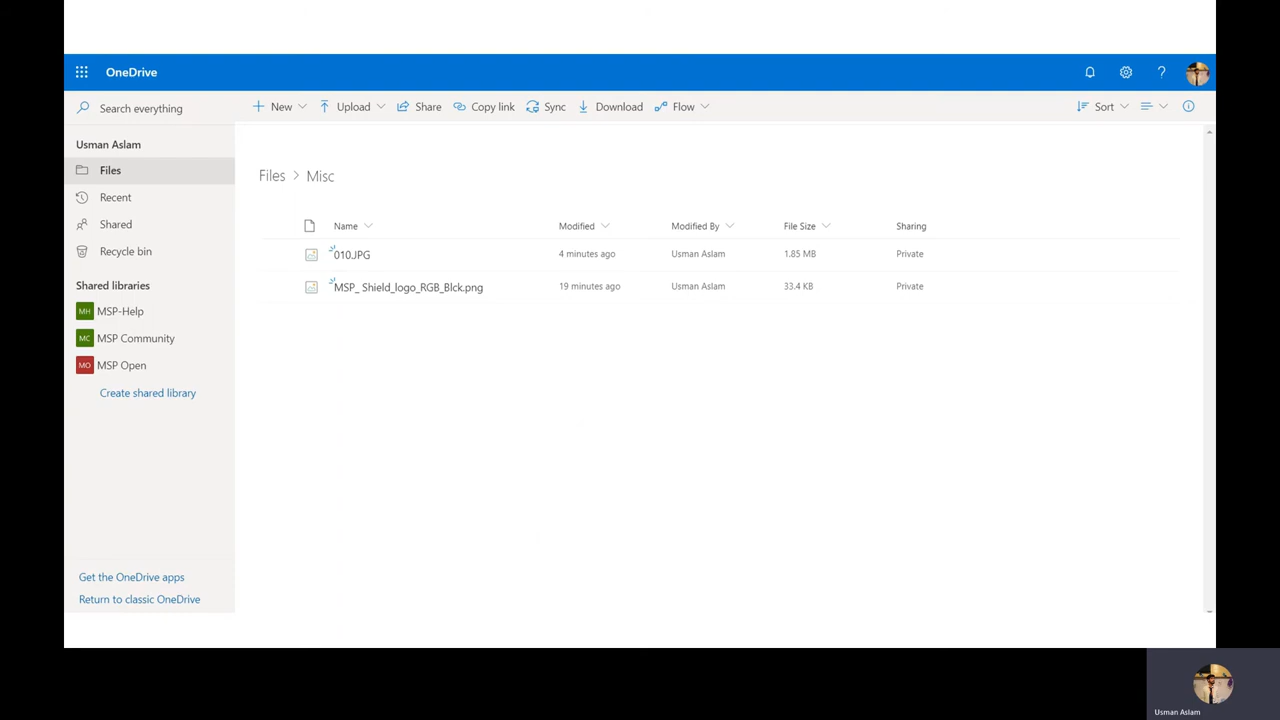 OneDrive
Search everything
New Upload Share Copy link Sync Download Flow Sort
Usman Aslam
Files
Recent
Shared
Recycle bin
Shared libraries
MH MSP-Help
MC MSP Community
MO MSP Open
Create shared library
Get the OneDrive apps
Return to classic OneDrive
Files > Misc
Name Modified Modified By File Size Sharing
010.JPG 4 minutes ago Usman Aslam 1.85 MB Private
MSP_ Shield_logo_RGB_Blck.png 19 minutes ago Usman Aslam 33.4 KB Private
Usman Aslam